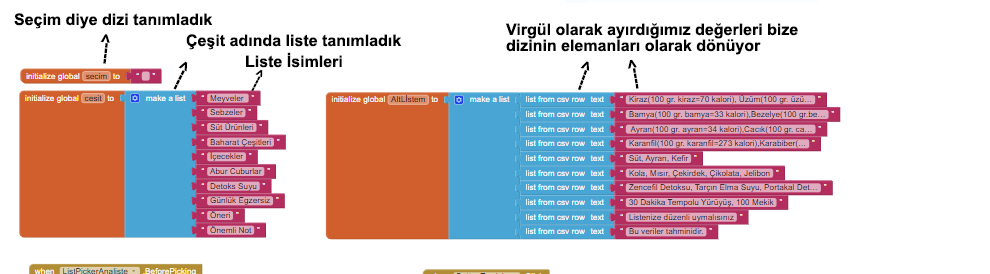 Seçim diye dizi tanımladık
Çeşit adında liste tanımladık
Liste İsimleri
Virgül olarak ayırdığımız değerleri bize
dizinin elemanları olarak dönüyor
initialize global secim to " "
initialize global cesit to make a list " Meyveler "
" Sebzeler "
" Süt Ürünleri "
" Baharat Çeşitleri "
" İçecekler "
" Abur Cuburlar "
" Detoks Suyu "
" Günlük Egzersiz "
" Öneri "
" Önemli Not "
initialize global AltListem to make a list list from csv row text " Kiraz(100 gr. kiraz=70 kalori), Üzüm(100 gr. üzü... "
list from csv row text " Bamya(100 gr. bamya=33 kalori),Bezelye(100 gr.be... "
list from csv row text " Ayran(100 gr. ayran=34 kalori),Cacık(100 gr. ca... "
list from csv row text " Karanfil(100 gr. karanfil=273 kalori),Karabiber(... "
list from csv row text " Süt, Ayran, Kefir "
list from csv row text " Kola, Mısır, Çekirdek, Çikolata, Jelibon "
list from csv row text " Zencefil Detoksu, Tarçın Elma Suyu, Portakal Det... "
list from csv row text " 30 Dakika Tempolu Yürüyüş, 100 Mekik "
list from csv row text " Listenize düzenli uymalısınız "
list from csv row text " Bu veriler tahminidir. "
when ListPickerAnaliste .BeforePicking